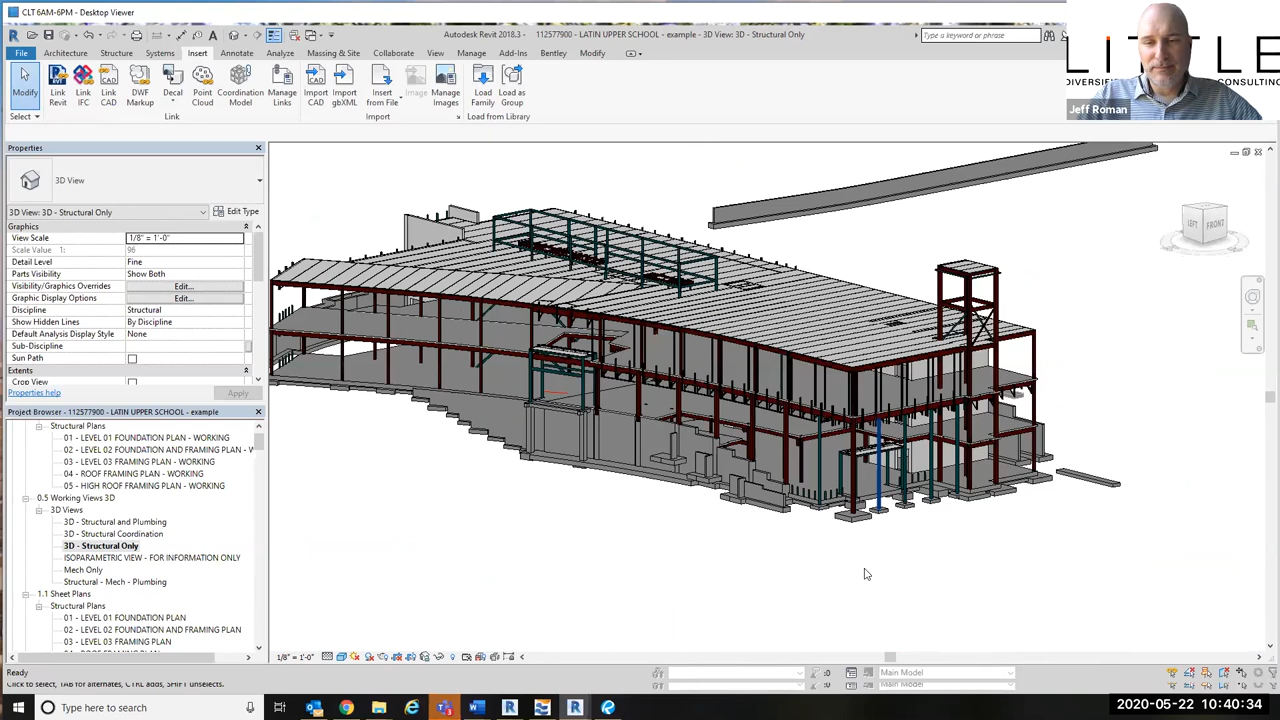 CLT 6AM-6PM - Desktop Viewer
Autodesk Revit 2018.3 - 112577900 - LATIN UPPER SCHOOL - example - 3D View: 3D - Structural Only
Type a keyword or phrase
File Architecture Structure Systems Insert Annotate Analyze Massing & Site Collaborate View Manage Add-Ins Bentley Modify
Modify
Link Revit
Link IFC
Link CAD
DWF Markup
Decal
Point Cloud
Coordination Model
Manage Links
Import CAD
Import gbXML
Insert from File
Image
Manage Images
Load Family
Load as Group
Select Link Import Load from Library
LITTLE
DIVERSIFI
CONSULTING
Jeff Roman
Properties
3D View
3D View: 3D - Structural Only Edit Type
Graphics
View Scale 1/8" = 1'-0"
Scale Value 1: 96
Detail Level Fine
Parts Visibility Show Both
Visibility/Graphics Overrides Edit...
Graphic Display Options Edit...
Discipline Structural
Show Hidden Lines By Discipline
Default Analysis Display Style None
Sub-Discipline
Sun Path
Extents
Crop View
Properties help Apply
Project Browser - 112577900 - LATIN UPPER SCHOOL - example
Structural Plans
01 - LEVEL 01 FOUNDATION PLAN - WORKING
02 - LEVEL 02 FOUNDATION AND FRAMING PLAN - W
03 - LEVEL 03 FRAMING PLAN - WORKING
04 - ROOF FRAMING PLAN - WORKING
05 - HIGH ROOF FRAMING PLAN - WORKING
0.5 Working Views 3D
3D Views
3D - Structural and Plumbing
3D - Structural Coordination
3D - Structural Only
ISOPARAMETRIC VIEW - FOR INFORMATION ONLY
Mech Only
Structural - Mech - Plumbing
1.1 Sheet Plans
Structural Plans
01 - LEVEL 01 FOUNDATION PLAN
02 - LEVEL 02 FOUNDATION AND FRAMING PLAN
03 - LEVEL 03 FRAMING PLAN
LEFT FRONT
1/8" = 1'-0"
Ready :0 Main Model
Click to select, TAB for alternates, CTRL adds, SHIFT unselects. :0 Main Model
Type here to search
2020-05-22 10:40:34